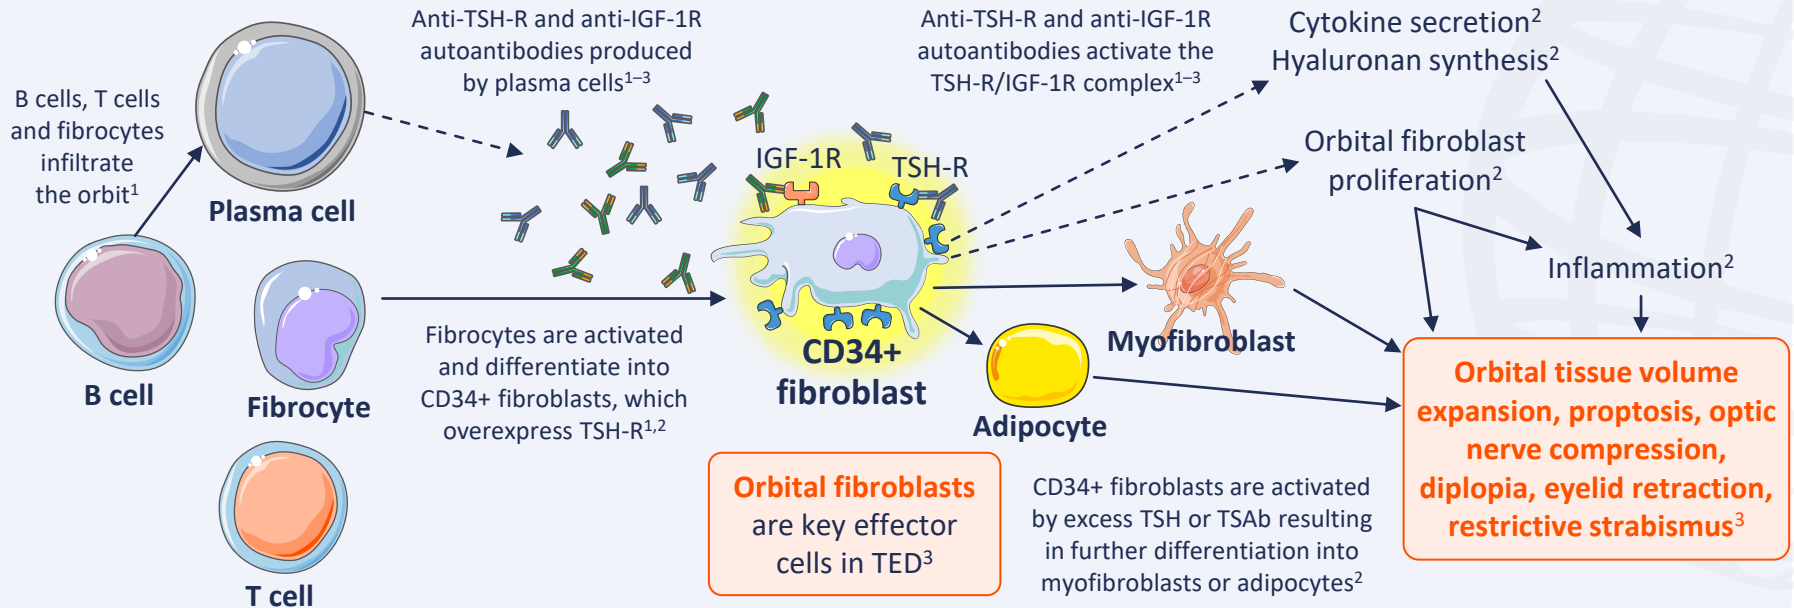 B cells, T cells
and fibrocytes
infiltrate
the orbit1
Plasma cell
B cell
Fibrocyte
T cell
Anti-TSH-R and anti-IGF-1R
autoantibodies produced
by plasma cells1–3
Fibrocytes are activated
and differentiate into
CD34+ fibroblasts, which
overexpress TSH-R1,2
Anti-TSH-R and anti-IGF-1R
autoantibodies activate the
TSH-R/IGF-1R complex1–3
IGF-1R
TSH-R
CD34+
fibroblast
Orbital fibroblasts
are key effector
cells in TED3
Myofibroblast
Adipocyte
CD34+ fibroblasts are activated
by excess TSH or TSAb resulting
in further differentiation into
myofibroblasts or adipocytes2
Cytokine secretion2
Hyaluronan synthesis2
Orbital fibroblast
proliferation2
Inflammation2
Orbital tissue volume
expansion, proptosis, optic
nerve compression,
diplopia, eyelid retraction,
restrictive strabismus3